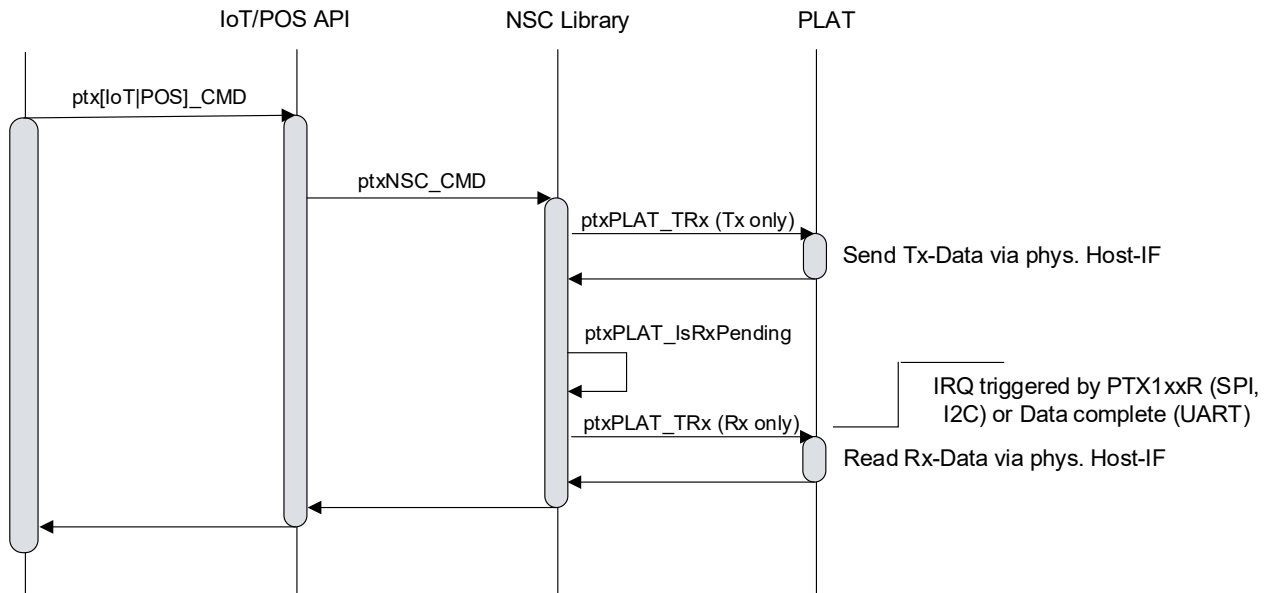 IoT/POS API
NSC Library
PLAT
ptx[IoT|POS]_CMD
ptxNSC_CMD
ptxPLAT_TRx (Tx only)
Send Tx-Data via phys. Host-IF
ptxPLAT_IsRxPending
IRQ triggered by PTX1xxR (SPI,
I2C) or Data complete (UART)
ptxPLAT_TRx (Rx only)
Read Rx-Data via phys. Host-IF